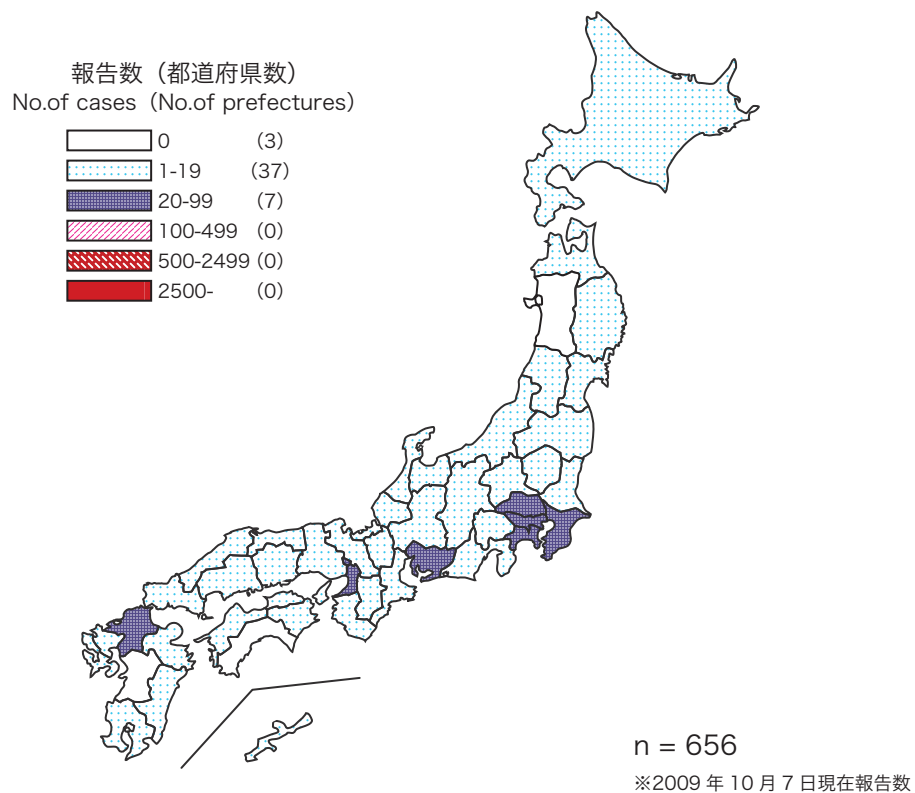 報告数（都道府県数）
No.of cases（No.of prefectures）
0 (3)
1-19 (37)
20-99 (7)
100-499 (0)
500-2499 (0)
2500- (0)
n = 656
※2009 年 10 月 7 日現在報告数